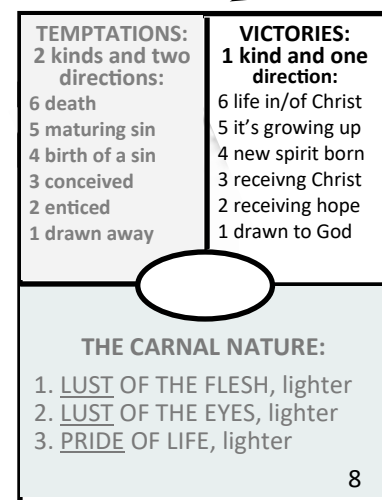 TEMPTATIONS:
2 kinds and two
directions:
6 death
5 maturing sin
4 birth of a sin
3 conceived
2 enticed
1 drawn away
VICTORIES:
1 kind and one
direction:
6 life in/of Christ
5 it's growing up
4 new spirit born
3 receivng Christ
2 receiving hope
1 drawn to God
THE CARNAL NATURE:
1. LUST OF THE FLESH, lighter
2. LUST OF THE EYES, lighter
3. PRIDE OF LIFE, lighter
8